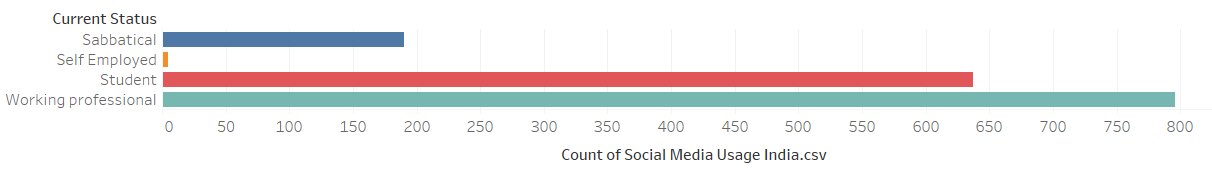 Current Status
Sabbatical
Self Employed
Student
Working professional
0 50 100 150 200 250 300 350 400 450 500 550 600 650 700 750 800
Count of Social Media Usage India.csv